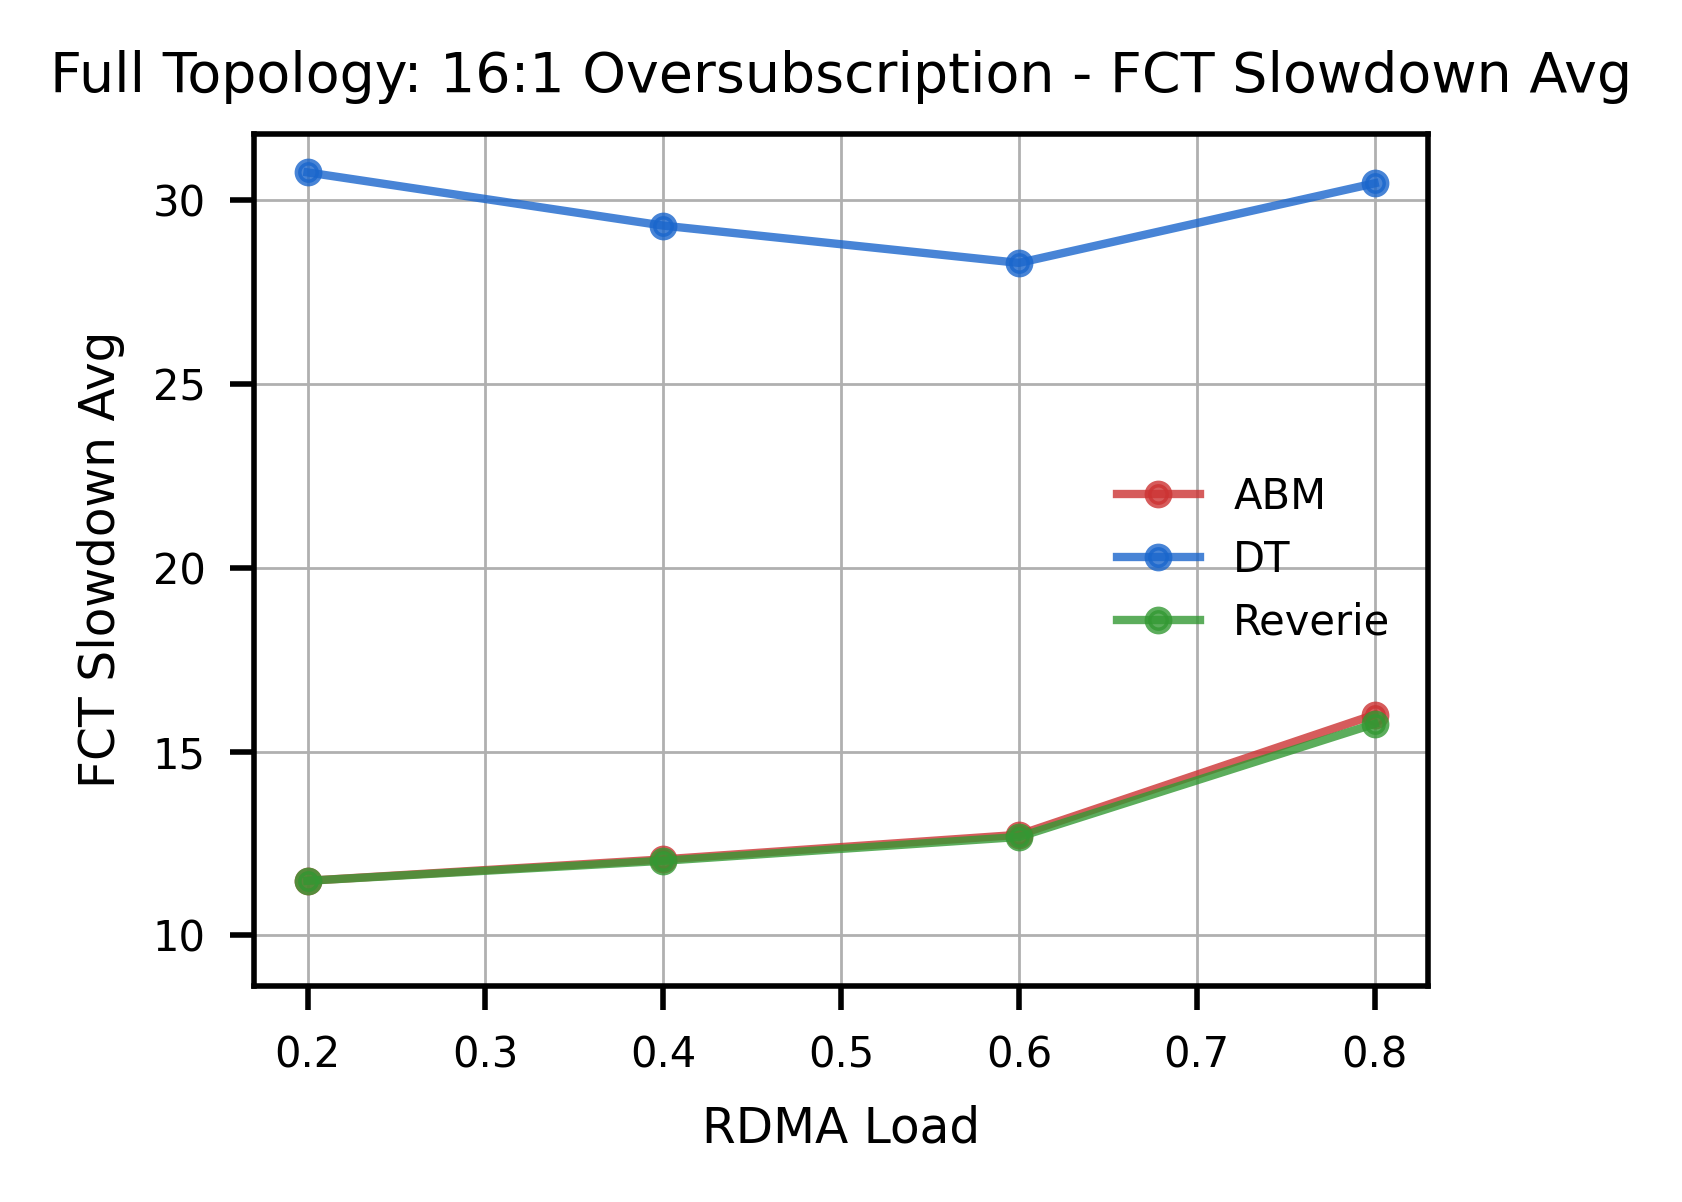 Full Topology: 16:1 Oversubscription - FCT Slowdown Avg
FCT Slowdown Avg
30
25
20
15
10
ABM
DT
Reverie
0.2 0.3 0.4 0.5 0.6 0.7 0.8
RDMA Load